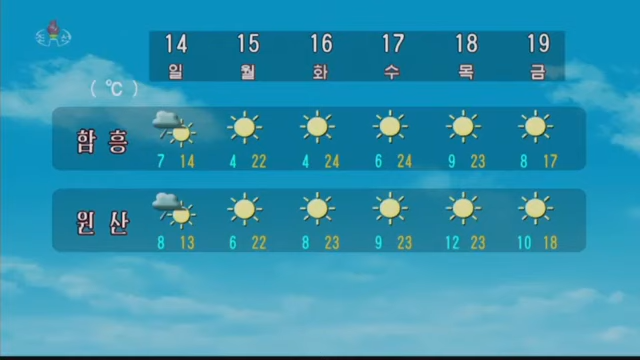 14 15 16 17 18 19
일 월 화 수 목 금
(℃)
함흥
7 14 4 22 4 24 6 24 9 23 8 17
원산
8 13 6 22 8 23 9 23 12 23 10 18